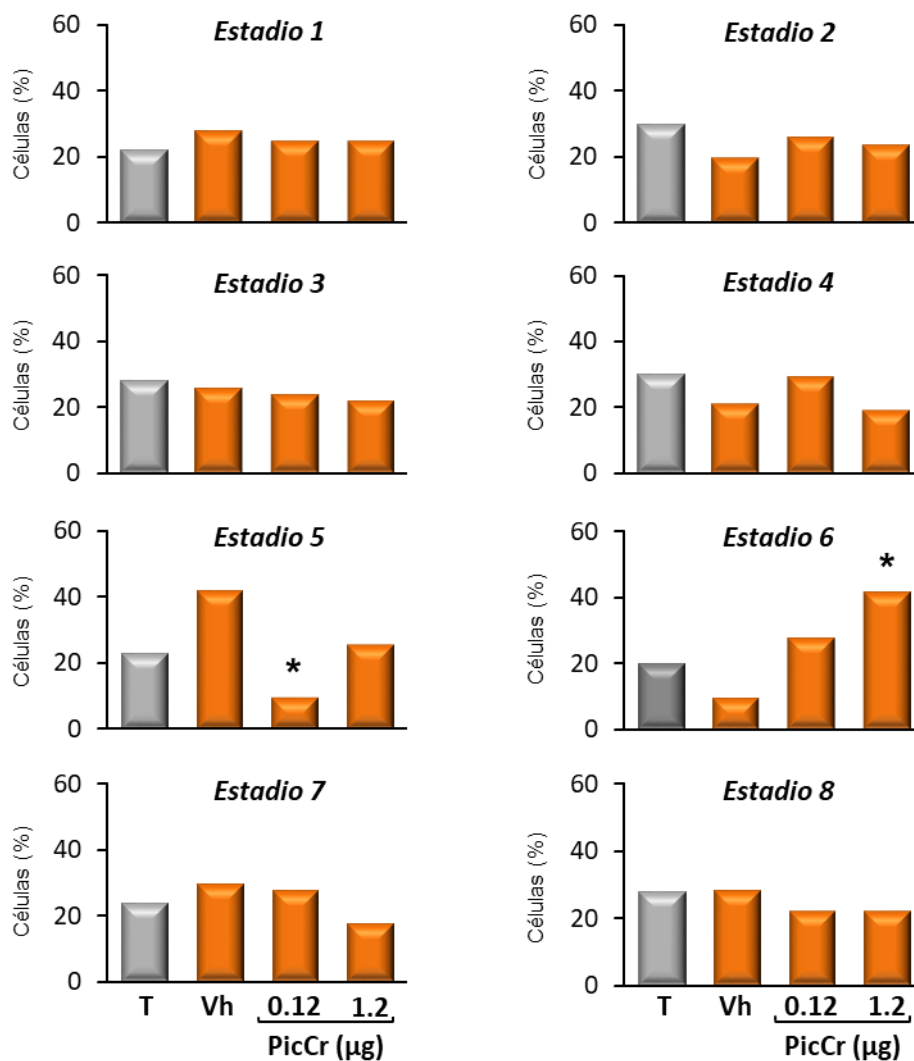 Estadio 1
Células (%)
60
40
20
0
Estadio 2
Células (%)
60
40
20
0
Estadio 3
Células (%)
60
40
20
0
Estadio 4
Células (%)
60
40
20
0
Estadio 5
Células (%)
60
40
20
0
*
Estadio 6
Células (%)
60
40
20
0
*
Estadio 7
Células (%)
60
40
20
0
T Vh 0.12 1.2
PicCr (µg)
Estadio 8
Células (%)
60
40
20
0
T Vh 0.12 1.2
PicCr (µg)